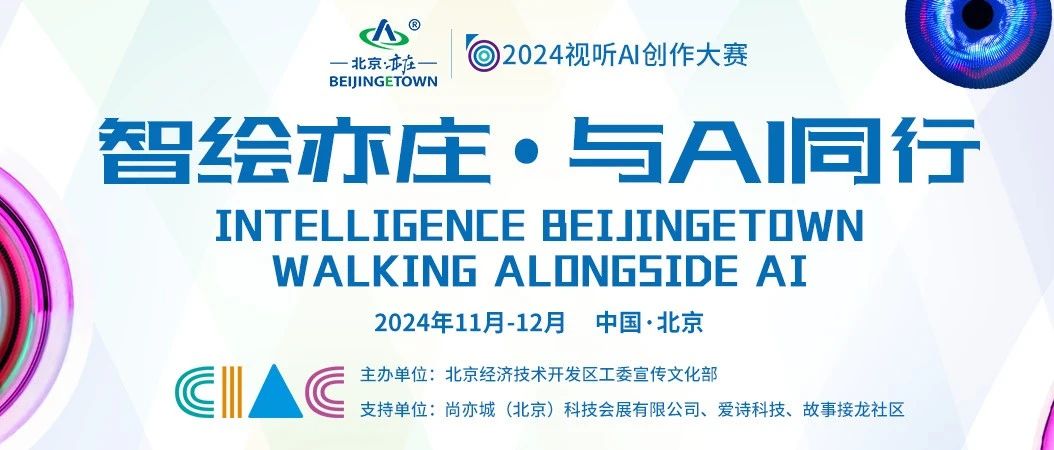 北京·亦庄
BEIJINGETOWN
2024视听AI创作大赛
智绘亦庄·与AI同行
INTELLIGENCE BEIJINGETOWN
WALKING ALONGSIDE AI
2024年11月-12月 中国·北京
CIAC
主办单位：北京经济技术开发区工委宣传文化部
支持单位：尚亦城（北京）科技会展有限公司、爱诗科技、故事接龙社区